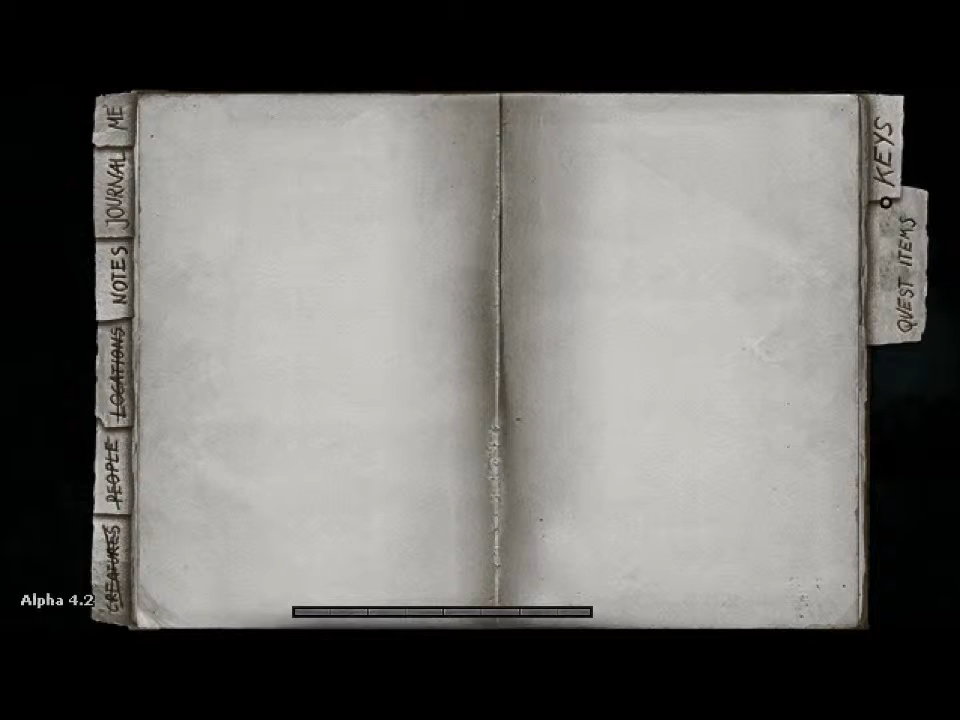 ME
JOURNAL
NOTES
LOCATIONS
PEOPLE
CREATURES
KEYS
QUEST ITEMS
Alpha 4.2